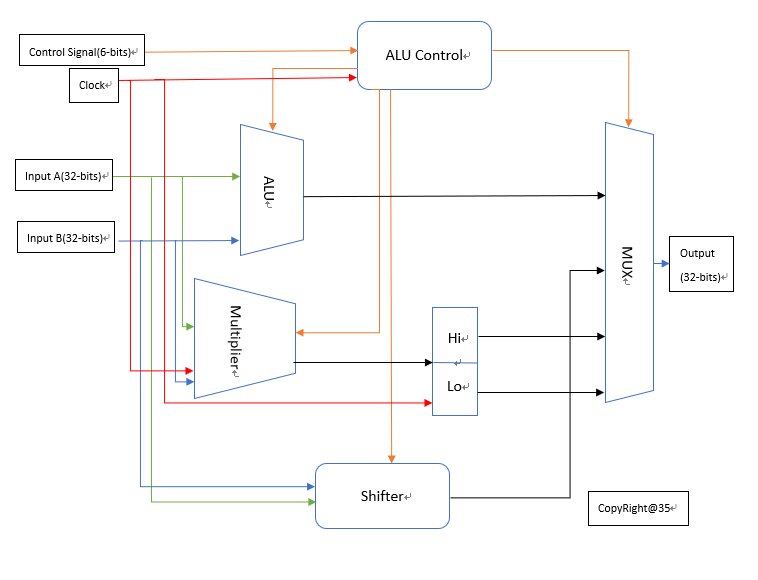 Control Signal(6-bits)
ALU Control
Clock
ALU
Input A(32-bits)
Input B(32-bits)
MUX
Output
(32-bits)
Multiplier
Hi
Lo
Shifter
CopyRight@35